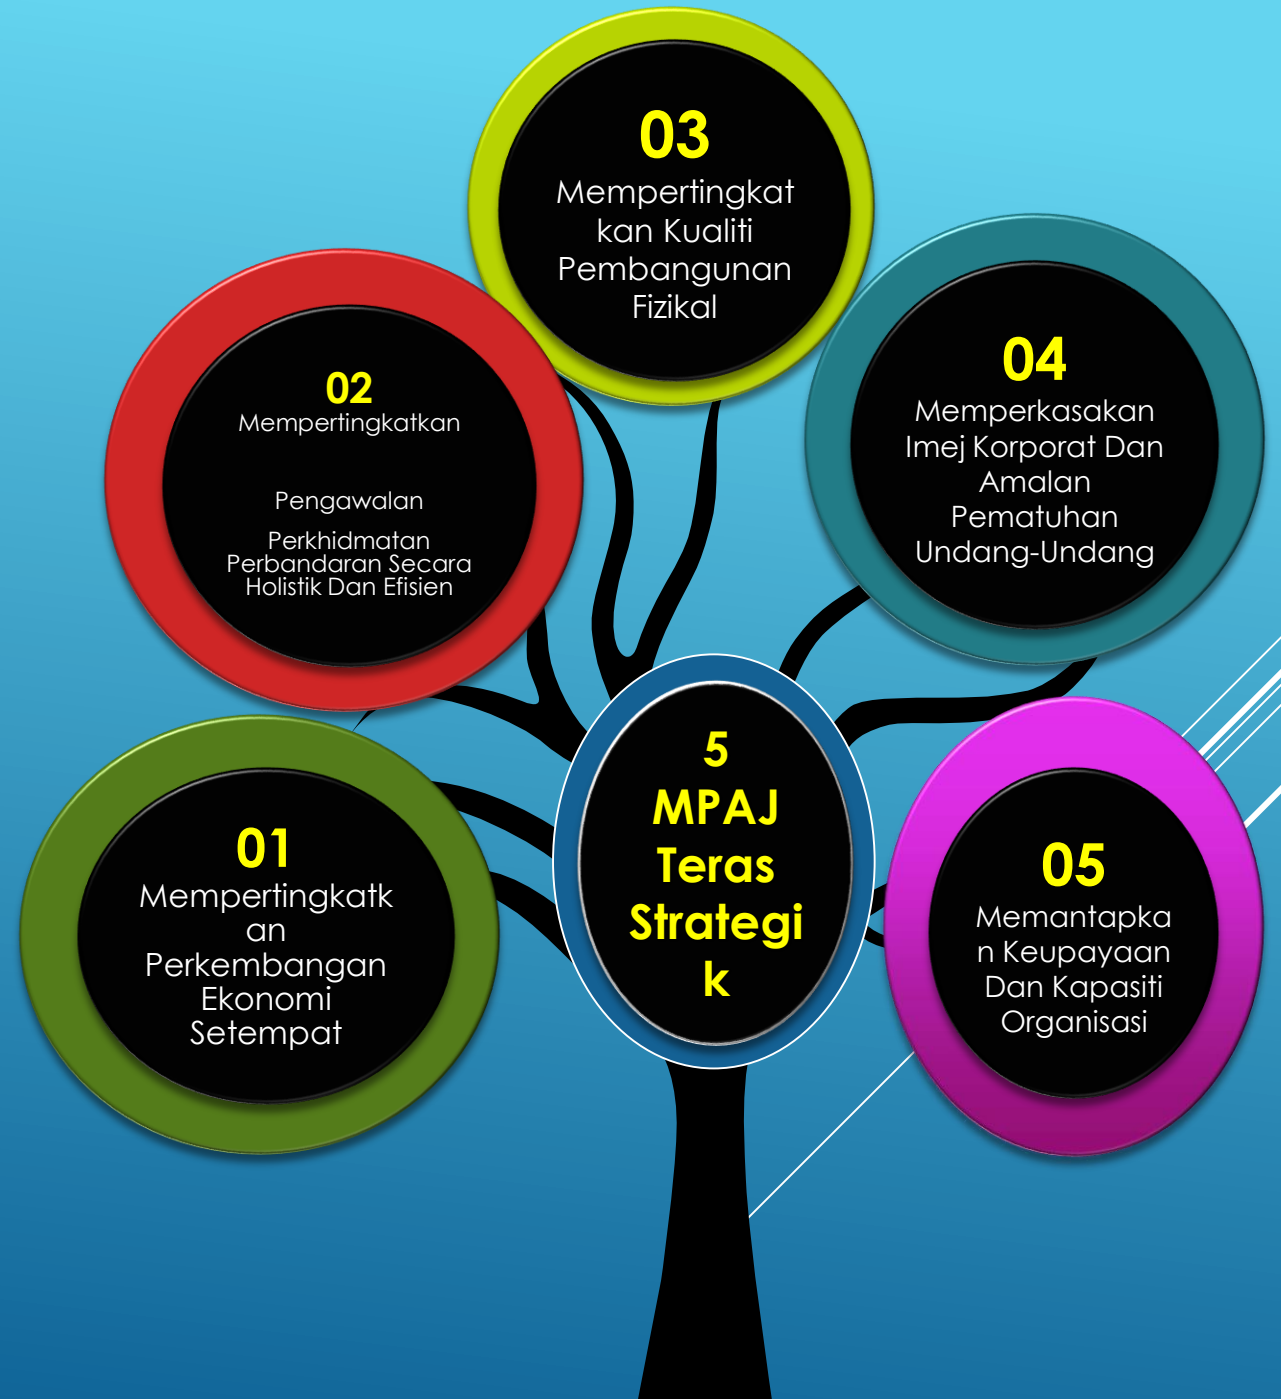 03
Mempertingkat
kan Kualiti
Pembangunan
Fizikal
04
Memperkasakan
Imej Korporat Dan
Amalan
Pematuhan
Undang-Undang
02
Mempertingkatkan
Pengawalan
Perkhidmatan
Perbandaran Secara
Holistik Dan Efisien
5
MPAJ
Teras
Strategi
k
01
Mempertingkatk
an
Perkembangan
Ekonomi
Setempat
05
Memantapka
n Keupayaan
Dan Kapasiti
Organisasi